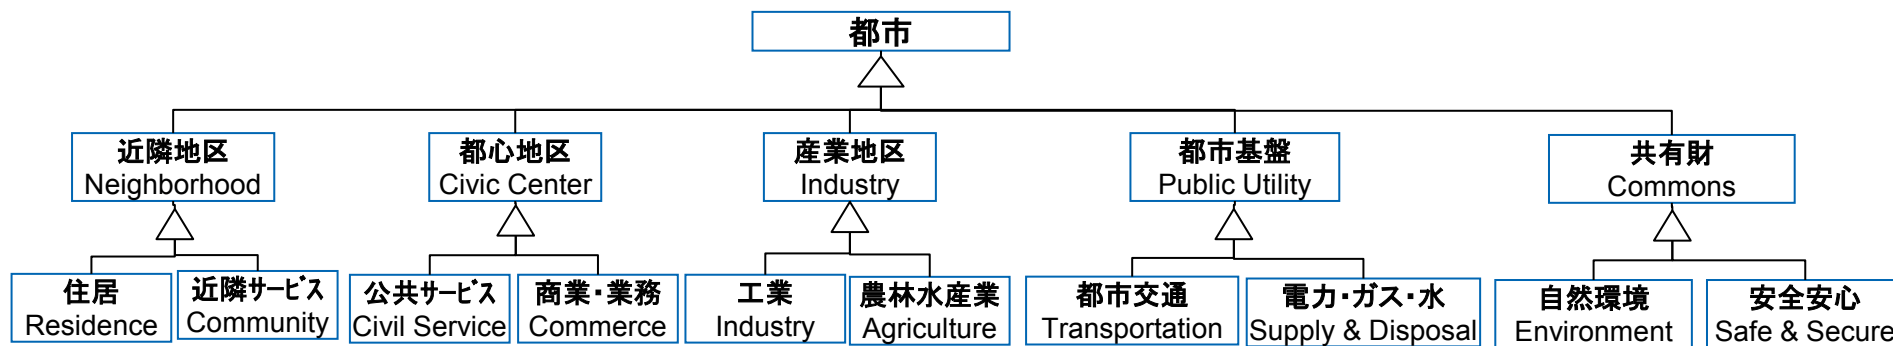 都市
近隣地区
Neighborhood
都心地区
Civic Center
産業地区
Industry
都市基盤
Public Utility
共有財
Commons
住居
Residence
近隣ｻｰﾋﾞｽ
Community
公共ｻｰﾋﾞｽ
Civil Service
商業・業務
Commerce
工業
Industry
農林水産業
Agriculture
都市交通
Transportation
電力・ガス・水
Supply & Disposal
自然環境
Environment
安全安心
Safe & Secure